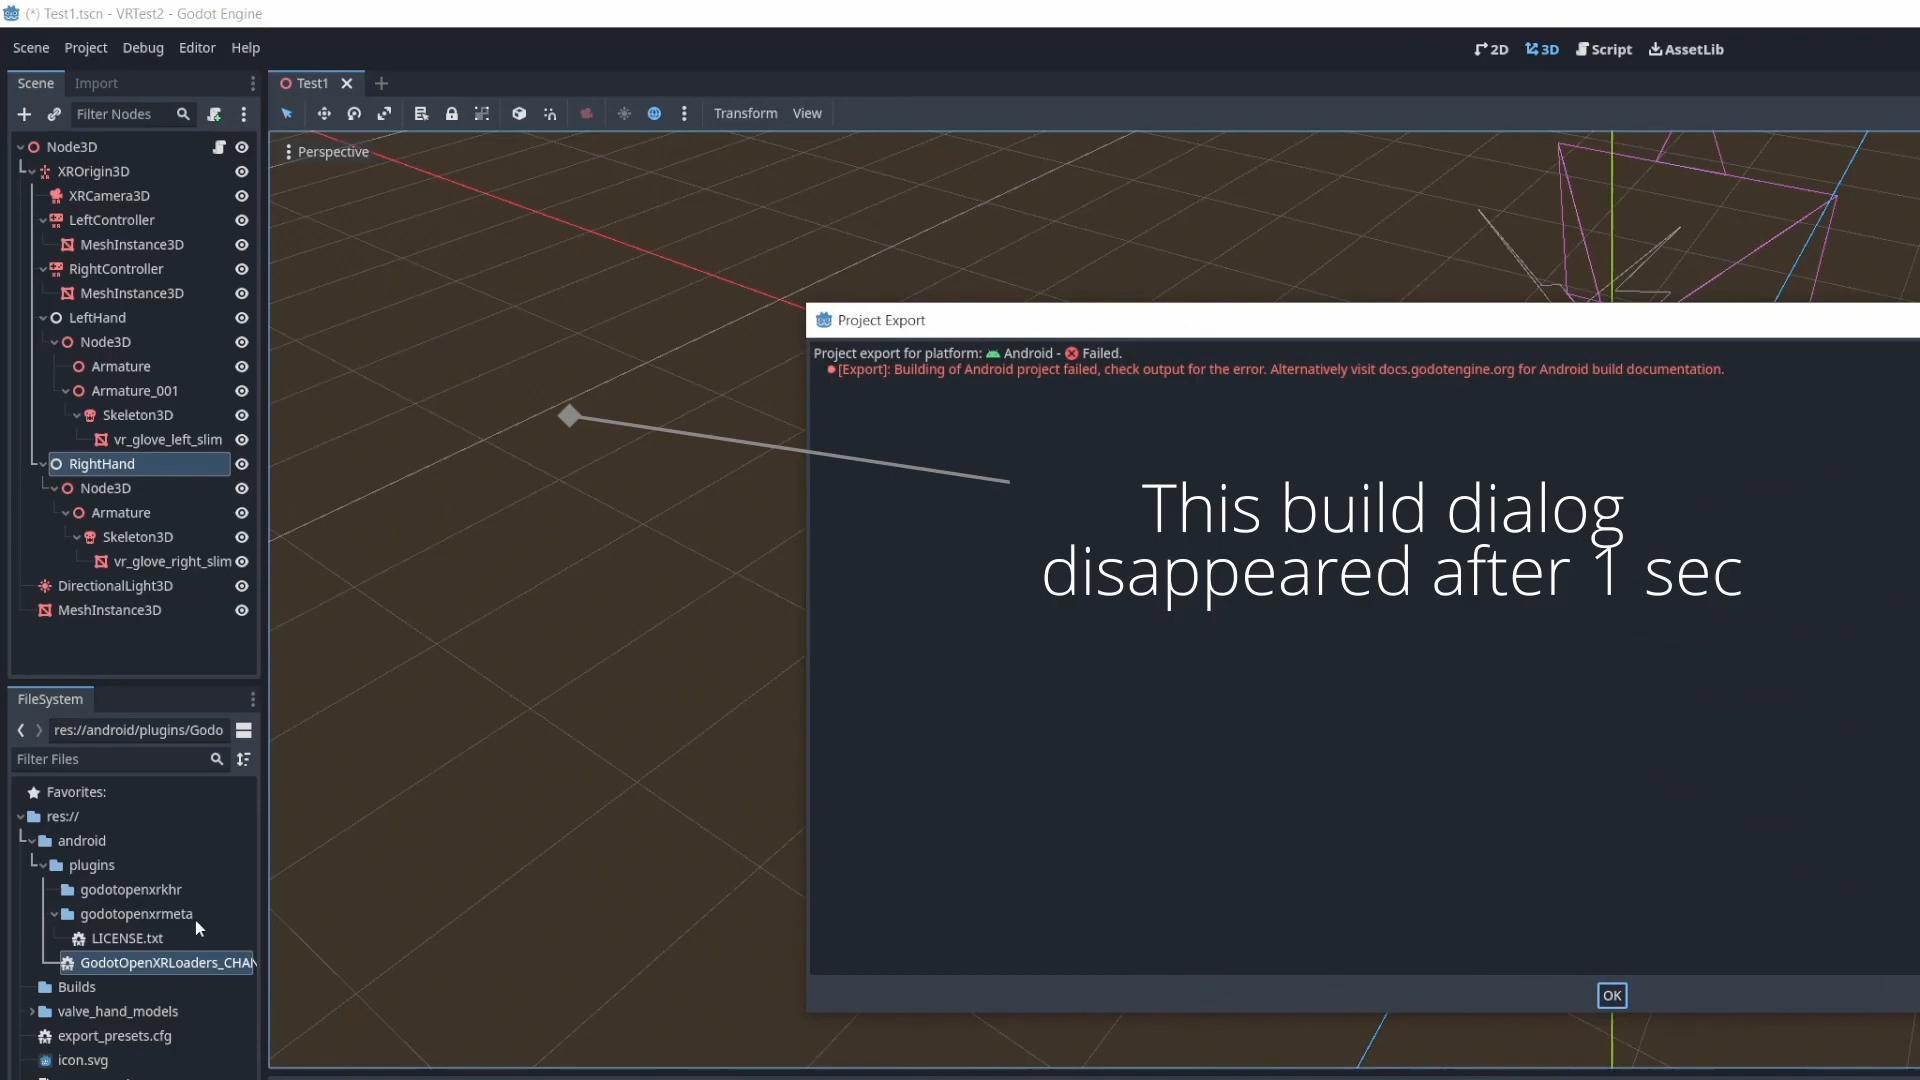 (*) Test1.tscn - VRTest2 - Godot Engine
Scene Project Debug Editor Help
2D 3D Script AssetLib
Scene Import
Test1
Filter Nodes
Transform View
Perspective
Node3D
XROrigin3D
XRCamera3D
LeftController
MeshInstance3D
RightController
MeshInstance3D
LeftHand
Node3D
Armature
Armature_001
Skeleton3D
vr_glove_left_slim
RightHand
Node3D
Armature
Skeleton3D
vr_glove_right_slim
DirectionalLight3D
MeshInstance3D
FileSystem
res://android/plugins/Godo
Filter Files
Favorites:
res://
android
plugins
godotopenxrkhr
godotopenxrmeta
LICENSE.txt
GodotOpenXRLoaders_CHAN
Builds
valve_hand_models
export_presets.cfg
icon.svg
Project Export
Project export for platform: Android - Failed.
[Export]: Building of Android project failed, check output for the error. Alternatively visit docs.godotengine.org for Android build documentation.
This build dialog
disappeared after 1 sec
OK